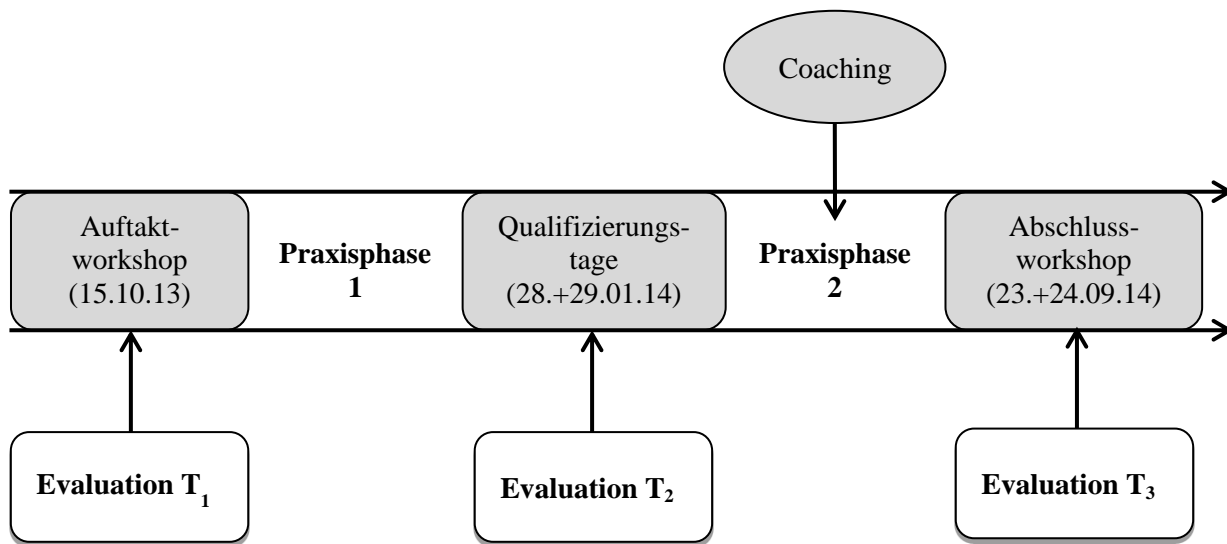 Coaching
Auftakt-
workshop
(15.10.13)
Praxisphase
1
Qualifizierungs-
tage
(28.+29.01.14)
Praxisphase
2
Abschluss-
workshop
(23.+24.09.14)
Evaluation T1
Evaluation T2
Evaluation T3